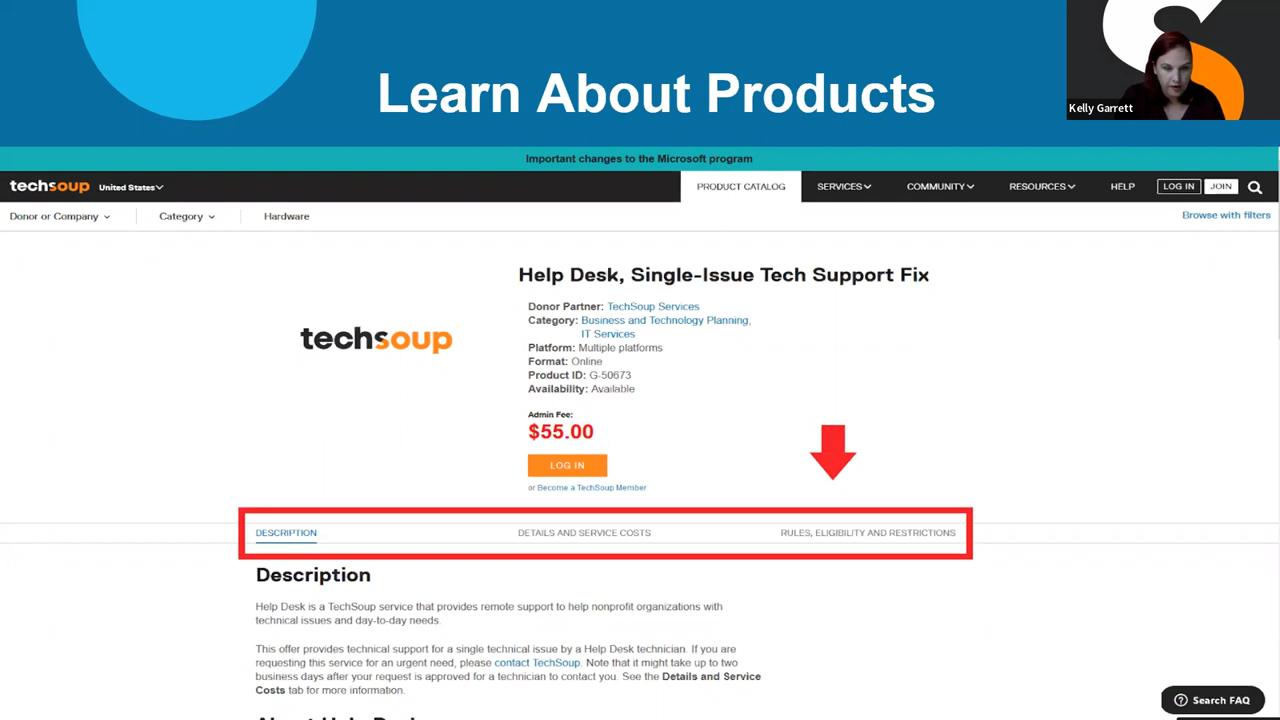 Learn About Products
Kelly Garrett
Important changes to the Microsoft program
techsoup United States
PRODUCT CATALOG SERVICES COMMUNITY RESOURCES HELP LOG IN JOIN
Donor or Company Category Hardware Browse with filters
Help Desk, Single-Issue Tech Support Fix
techsoup
Donor Partner: TechSoup Services
Category: Business and Technology Planning,
IT Services
Platform: Multiple platforms
Format: Online
Product ID: G-50673
Availability: Available
Admin Fee:
$55.00
LOG IN
or Become a TechSoup Member
DESCRIPTION DETAILS AND SERVICE COSTS RULES, ELIGIBILITY AND RESTRICTIONS
Description
Help Desk is a TechSoup service that provides remote support to help nonprofit organizations with
technical issues and day-to-day needs.
This offer provides technical support for a single technical issue by a Help Desk technician. If you are
requesting this service for an urgent need, please contact TechSoup. Note that it might take up to two
business days after your request is approved for a technician to contact you. See the Details and Service
Costs tab for more information.
Search FAQ